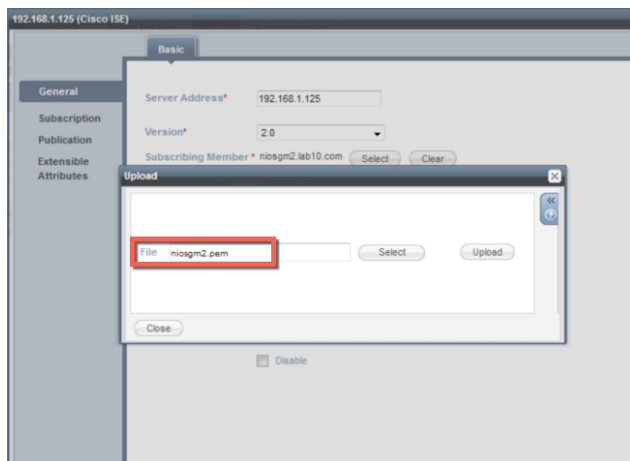 192.168.1.125 (Cisco ISE)
Basic
General
Subscription
Publication
Extensible
Attributes
Server Address* 192.168.1.125
Version* 2.0
Subscribing Member * niosgm2.lab10.com Select Clear
Upload
File niosgm2.pem Select Upload
Close
Disable